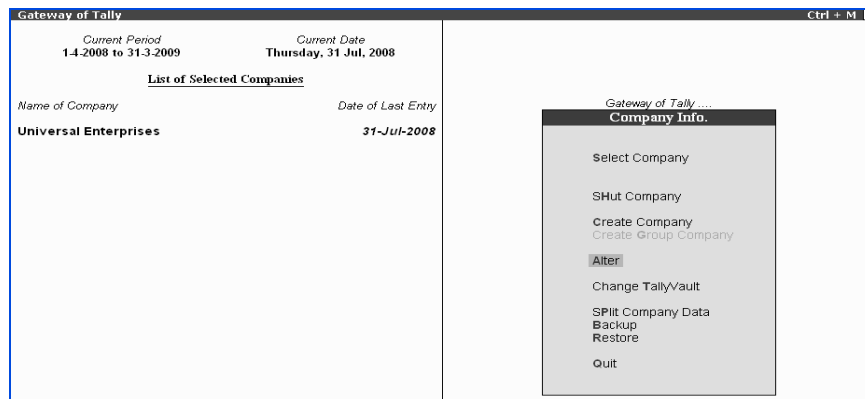 Gateway of Tally Ctrl + M
Current Period Current Date
1-4-2008 to 31-3-2009 Thursday, 31 Jul, 2008
List of Selected Companies
Name of Company Date of Last Entry
Universal Enterprises 31-Jul-2008
Gateway of Tally ....
Company Info.
Select Company
SHut Company
Create Company
Create Group Company
Alter
Change TallyVault
SPlit Company Data
Backup
Restore
Quit